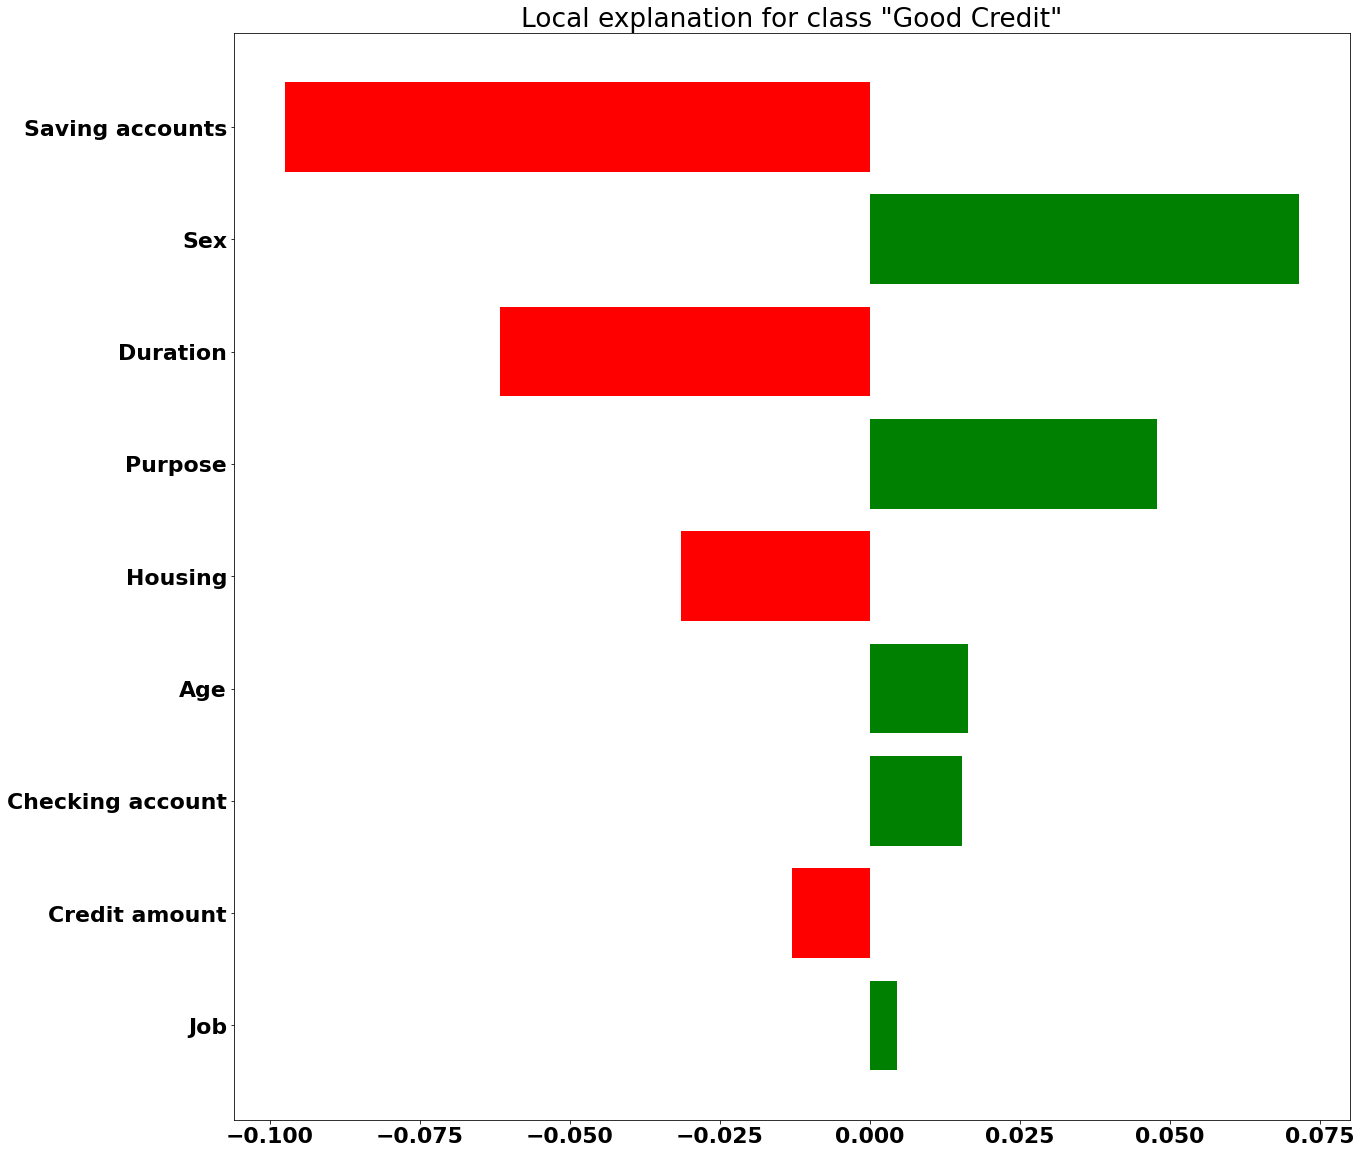 Local explanation for class "Good Credit"
Saving accounts
Sex
Duration
Purpose
Housing
Age
Checking account
Credit amount
Job
−0.100 −0.075 −0.050 −0.025 0.000 0.025 0.050 0.075